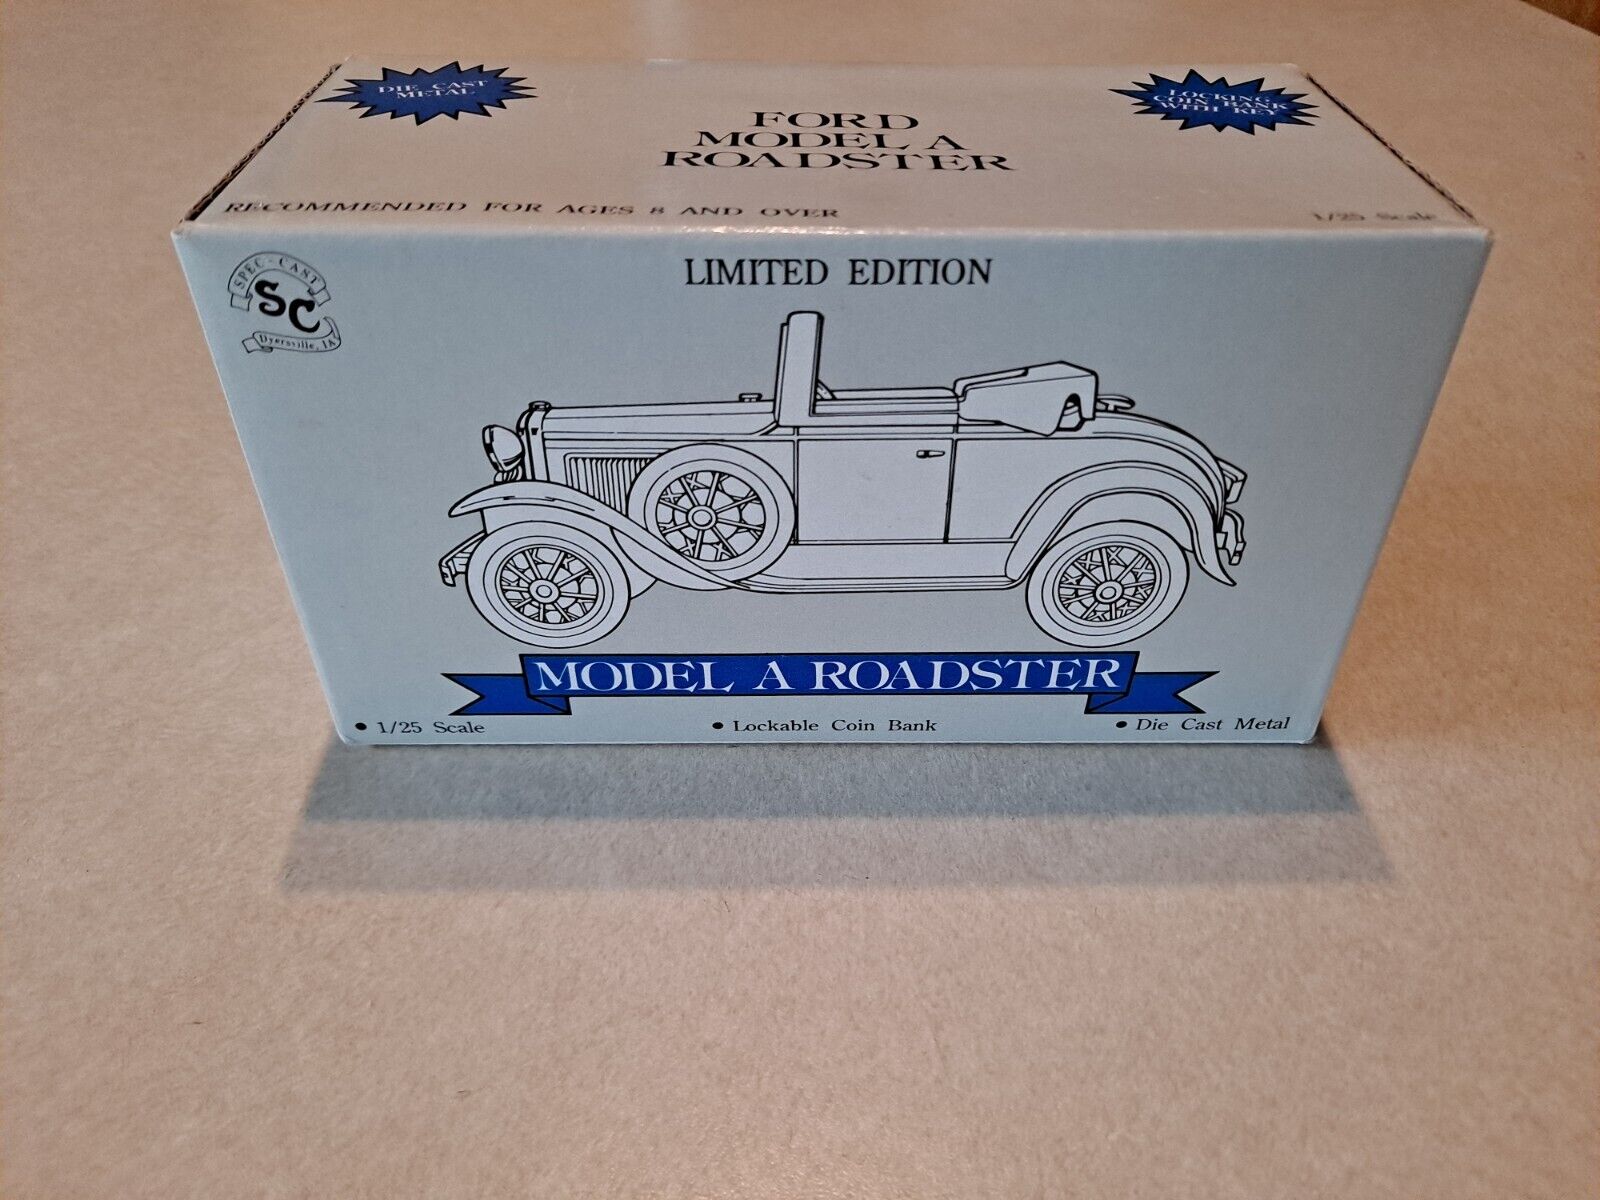 DIE CAST
METAL
LOCKING
COIN BANK
WITH KEY
FORD
MODEL A
ROADSTER
RECOMMENDED FOR AGES 8 AND OVER
1/25 Scale
SPEC-CAST
SC
Dyersville, IA
LIMITED EDITION
MODEL A ROADSTER
• 1/25 Scale
• Lockable Coin Bank
• Die Cast Metal